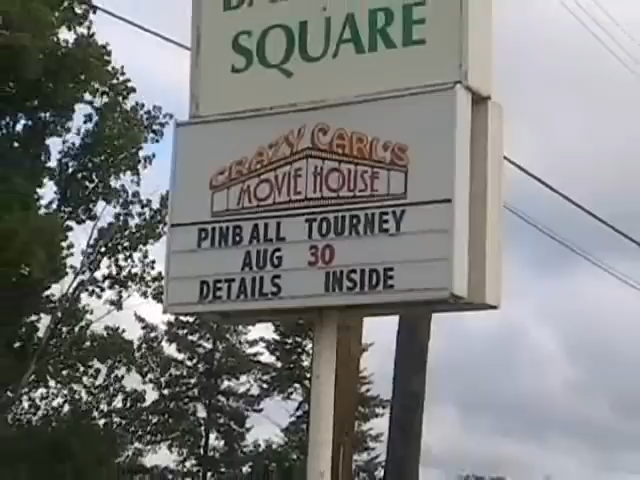 SQUARE
CRAZY CARL'S
MOVIE HOUSE
PINBALL TOURNEY
AUG 30
DETAILS INSIDE